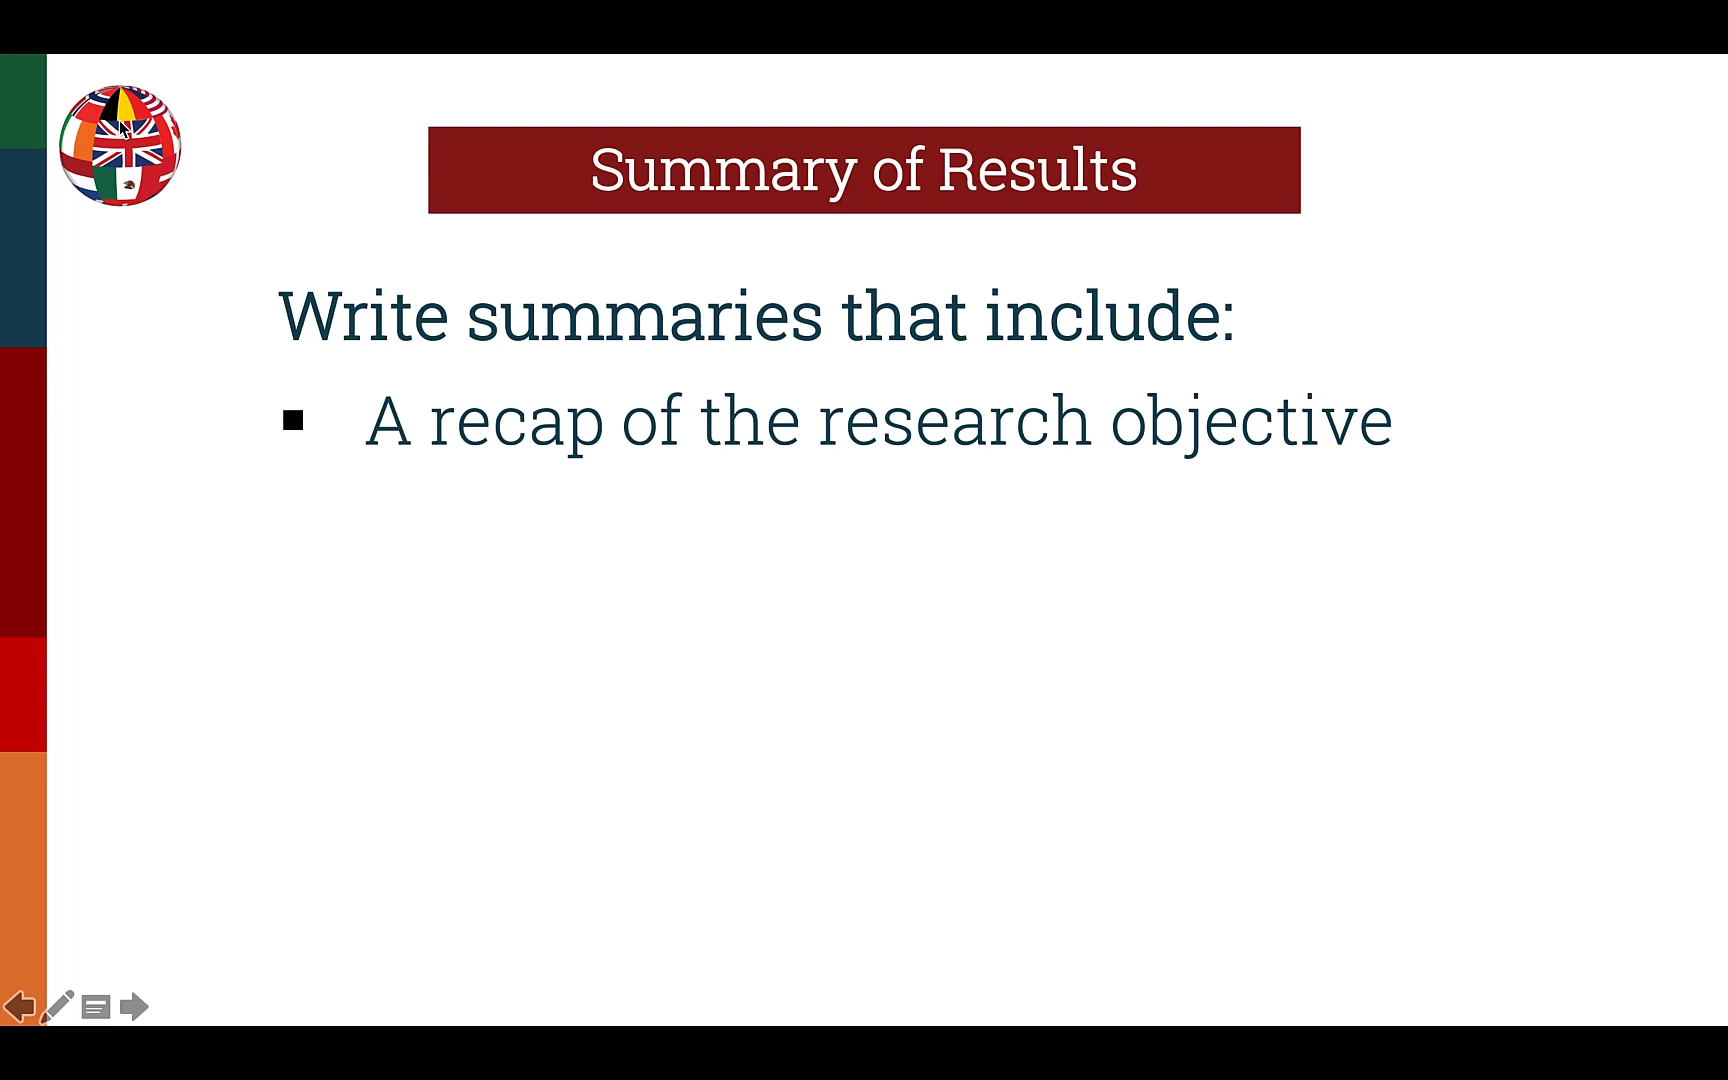 Summary of Results
Write summaries that include:
▪ A recap of the research objective